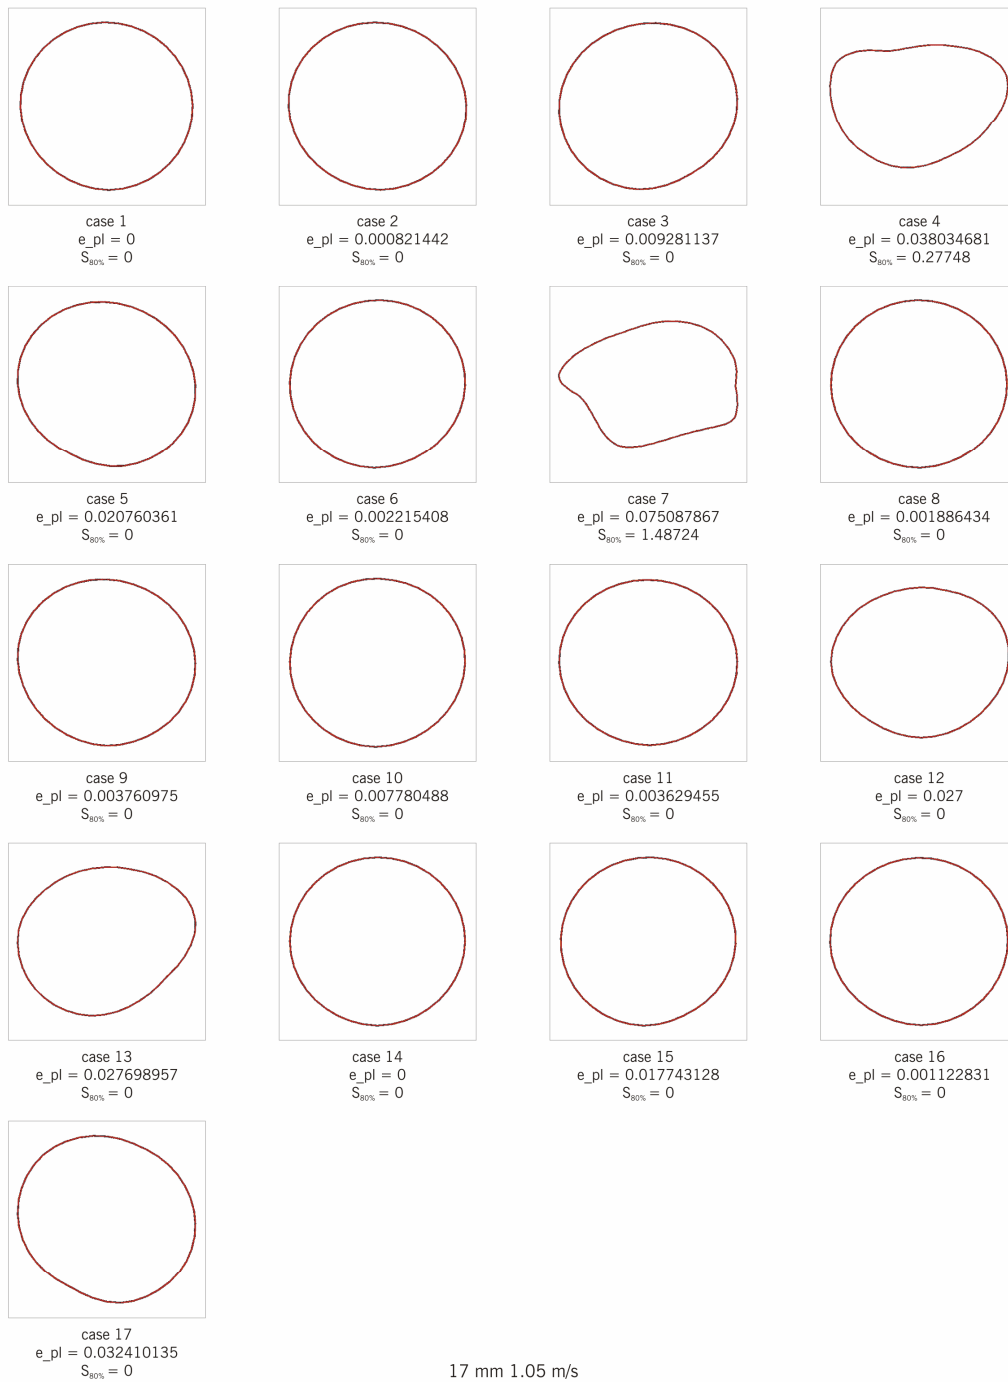 case 1
e_pl = 0
S80% = 0
case 2
e_pl = 0.000821442
S80% = 0
case 3
e_pl = 0.009281137
S80% = 0
case 4
e_pl = 0.038034681
S80% = 0.27748
case 5
e_pl = 0.020760361
S80% = 0
case 6
e_pl = 0.002215408
S80% = 0
case 7
e_pl = 0.075087867
S80% = 1.48724
case 8
e_pl = 0.001886434
S80% = 0
case 9
e_pl = 0.003760975
S80% = 0
case 10
e_pl = 0.007780488
S80% = 0
case 11
e_pl = 0.003629455
S80% = 0
case 12
e_pl = 0.027
S80% = 0
case 13
e_pl = 0.027698957
S80% = 0
case 14
e_pl = 0
S80% = 0
case 15
e_pl = 0.017743128
S80% = 0
case 16
e_pl = 0.001122831
S80% = 0
case 17
e_pl = 0.032410135
S80% = 0
17 mm 1.05 m/s